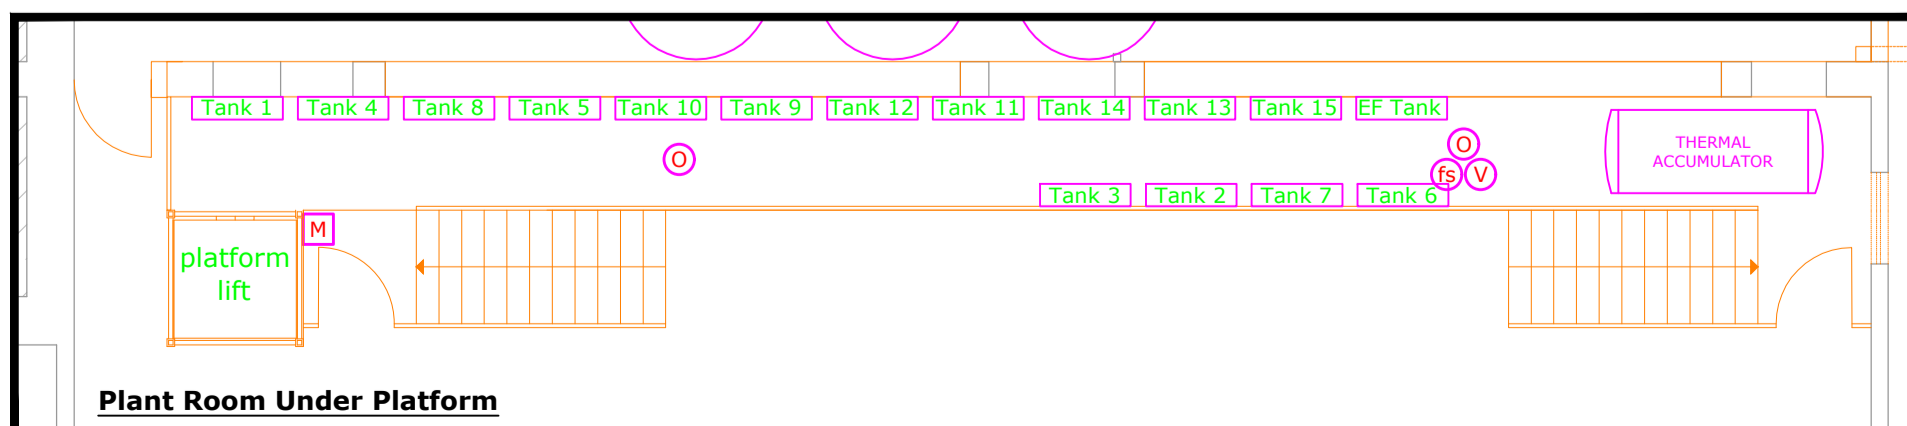 Tank 1 Tank 4 Tank 8 Tank 5 Tank 10 Tank 9 Tank 12 Tank 11 Tank 14 Tank 13 Tank 15 EF Tank
THERMAL
ACCUMULATOR
O
O
fs V
Tank 3 Tank 2 Tank 7 Tank 6
M
platform
lift
Plant Room Under Platform